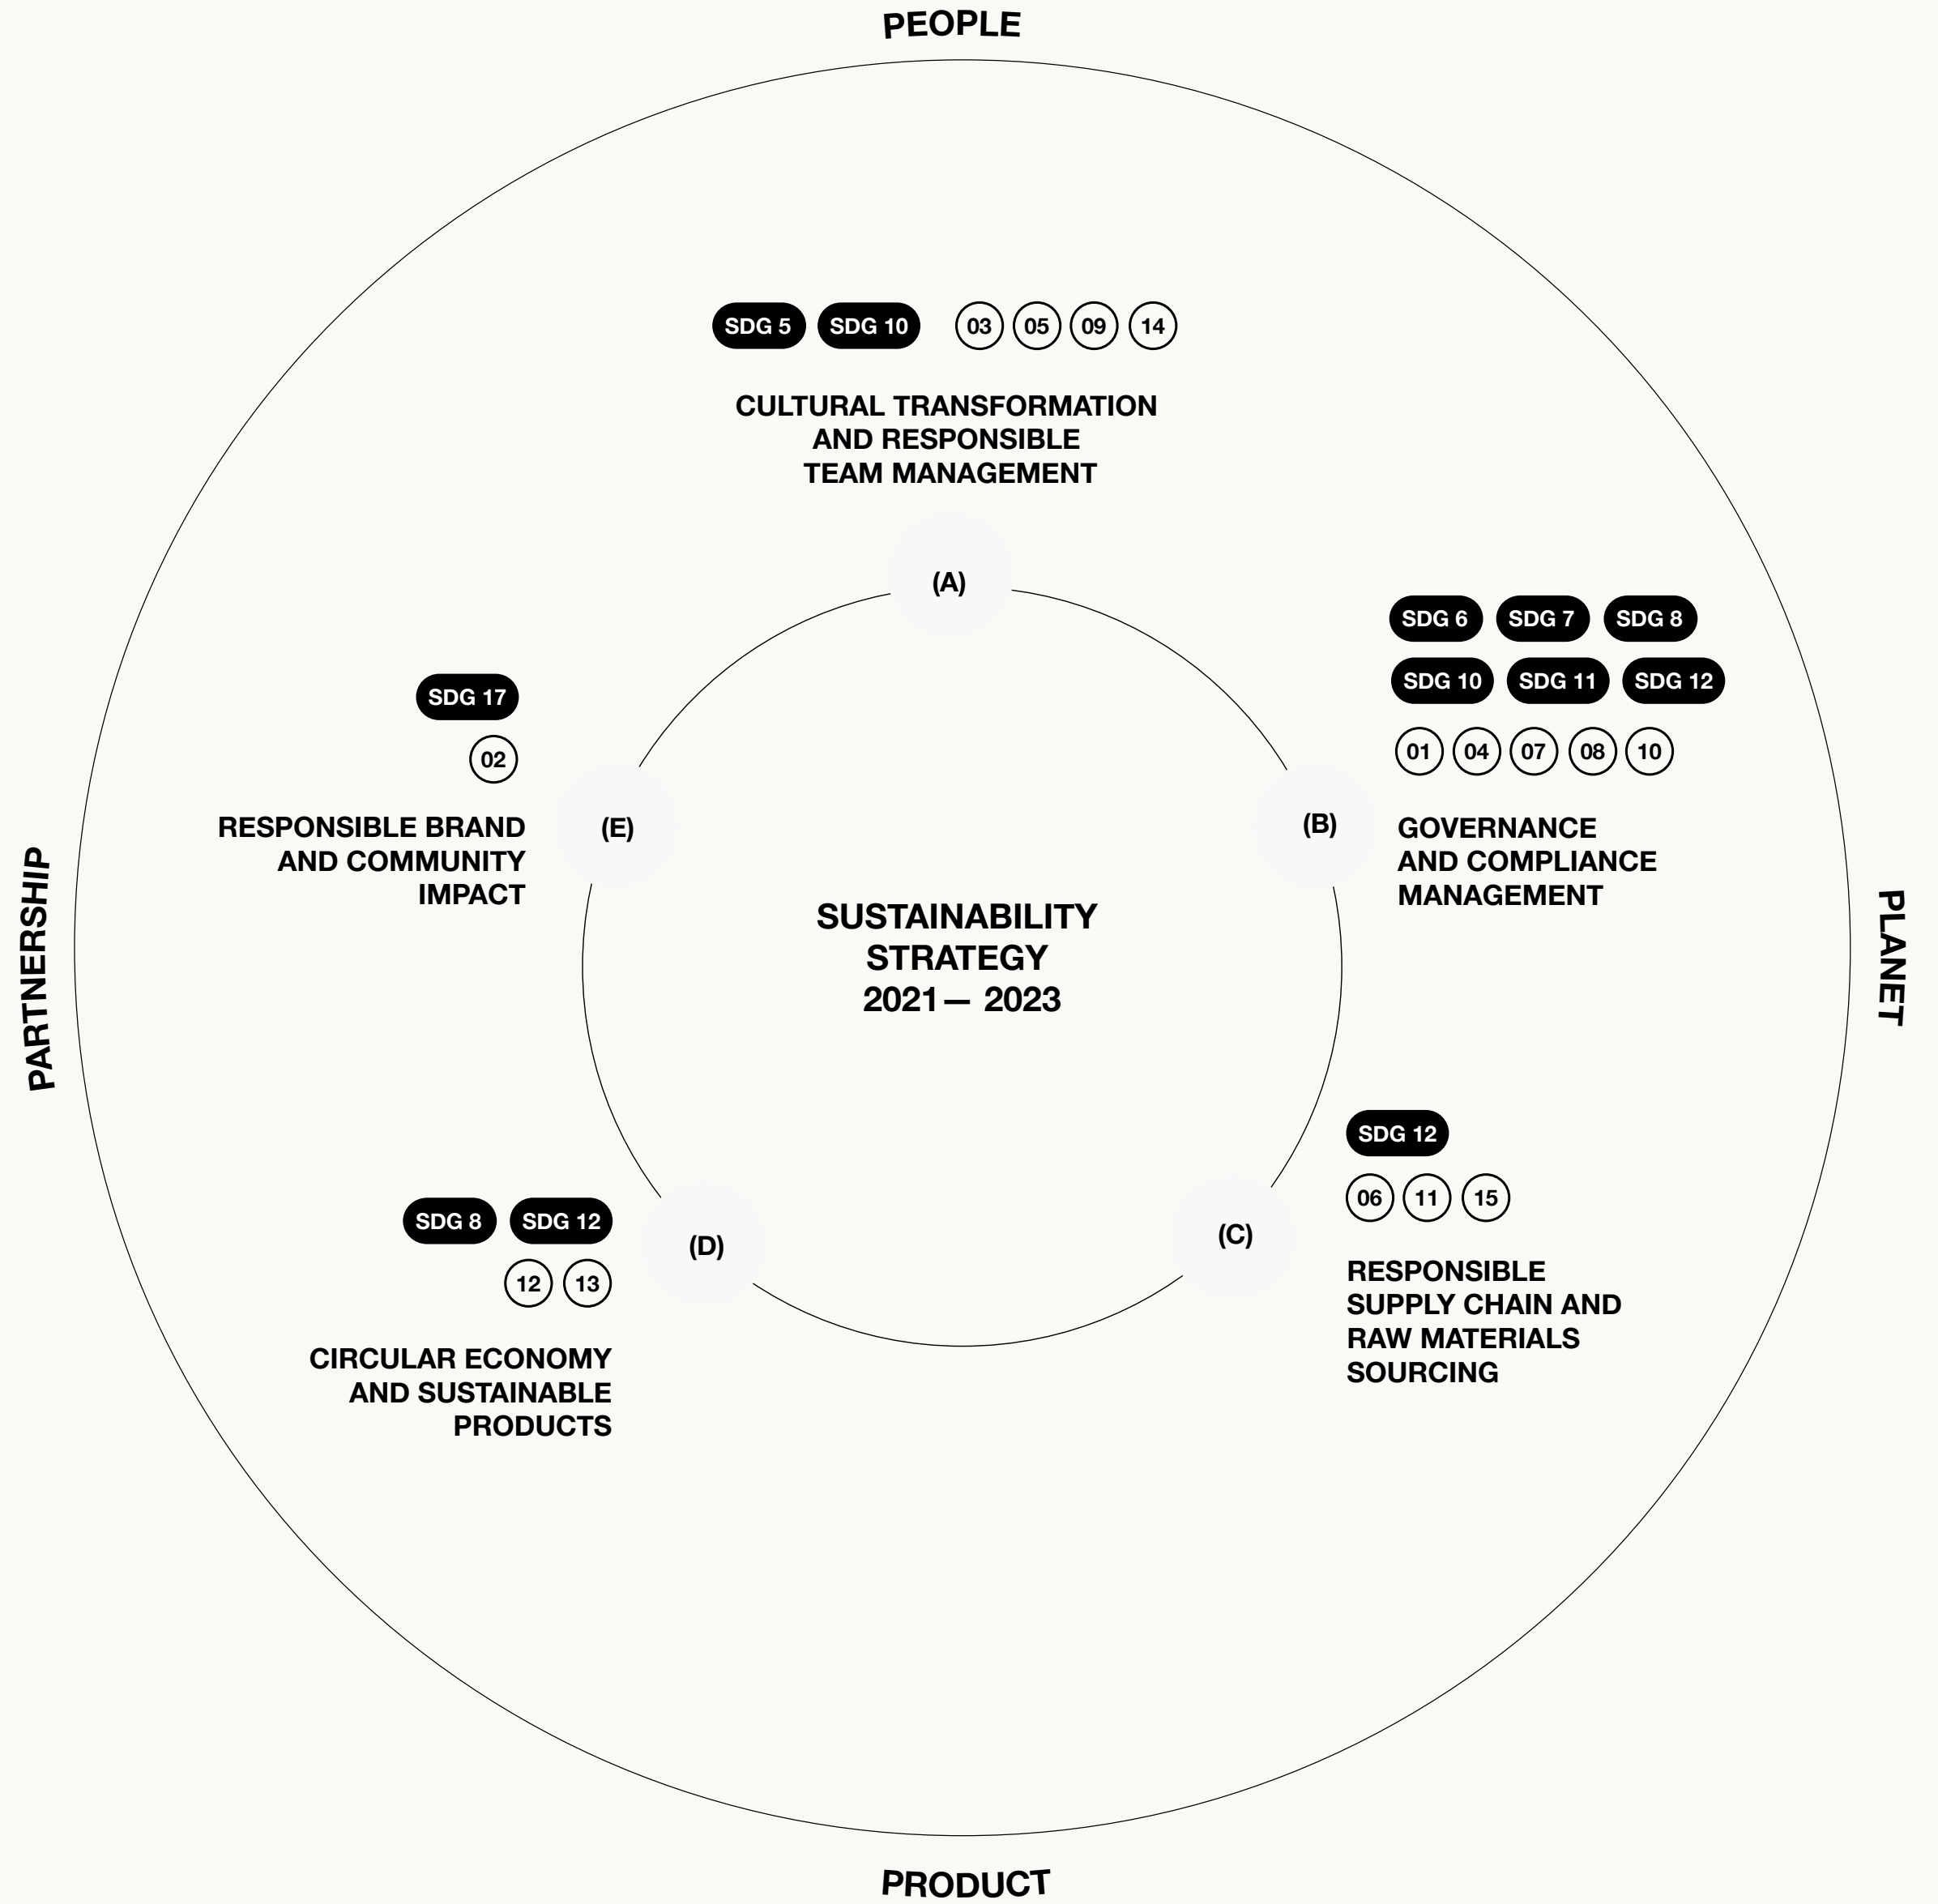 PEOPLE
SDG 5 SDG 10 03 05 09 14
CULTURAL TRANSFORMATION
AND RESPONSIBLE
TEAM MANAGEMENT
(A)
SDG 6 SDG 7 SDG 8
SDG 10 SDG 11 SDG 12
01 04 07 08 10
(B)
GOVERNANCE
AND COMPLIANCE
MANAGEMENT
PLANET
SDG 12
06 11 15
(C)
RESPONSIBLE
SUPPLY CHAIN AND
RAW MATERIALS
SOURCING
SDG 8 SDG 12
12 13
(D)
CIRCULAR ECONOMY
AND SUSTAINABLE
PRODUCTS
SDG 17
02
(E)
RESPONSIBLE BRAND
AND COMMUNITY
IMPACT
PARTNERSHIP
SUSTAINABILITY
STRATEGY
2021— 2023
PRODUCT